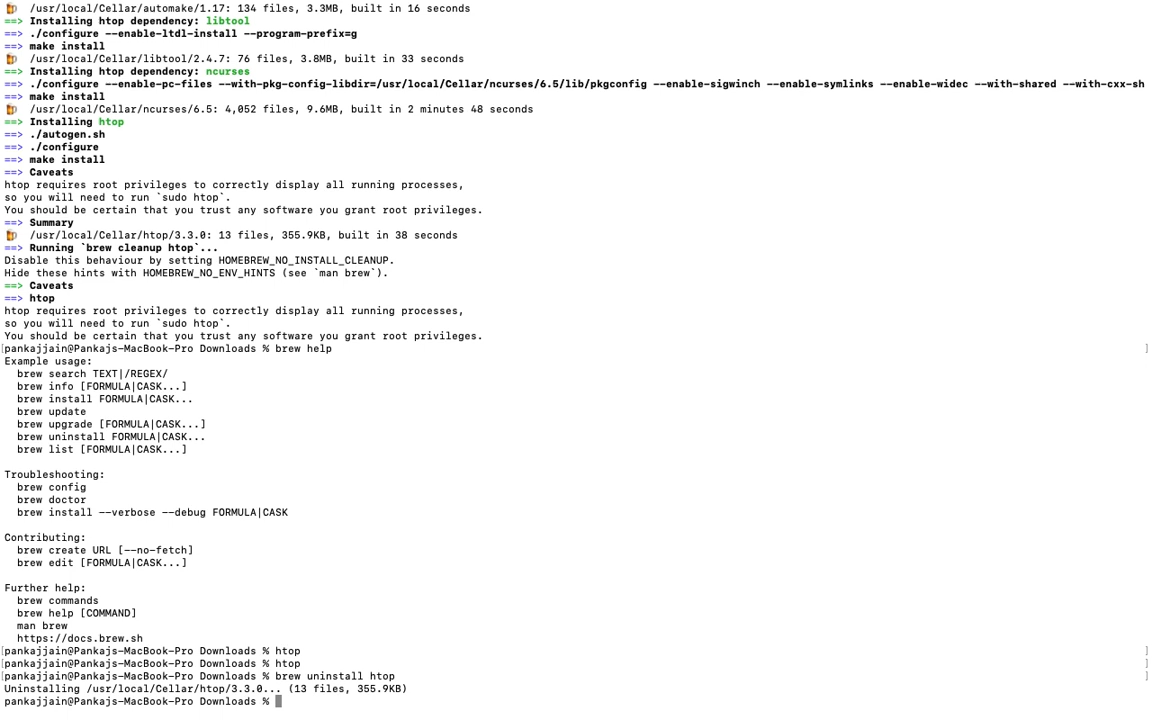 /usr/local/Cellar/automake/1.17: 134 files, 3.3MB, built in 16 seconds
==> Installing htop dependency: libtool
==> ./configure --enable-ltdl-install --program-prefix=g
==> make install
/usr/local/Cellar/libtool/2.4.7: 76 files, 3.8MB, built in 33 seconds
==> Installing htop dependency: ncurses
==> ./configure --enable-pc-files --with-pkg-config-libdir=/usr/local/Cellar/ncurses/6.5/lib/pkgconfig --enable-sigwinch --enable-symlinks --enable-widec --with-shared --with-cxx-sh
==> make install
/usr/local/Cellar/ncurses/6.5: 4,052 files, 9.6MB, built in 2 minutes 48 seconds
==> Installing htop
==> ./autogen.sh
==> ./configure
==> make install
==> Caveats
htop requires root privileges to correctly display all running processes,
so you will need to run `sudo htop`.
You should be certain that you trust any software you grant root privileges.
==> Summary
/usr/local/Cellar/htop/3.3.0: 13 files, 355.9KB, built in 38 seconds
==> Running `brew cleanup htop`...
Disable this behaviour by setting HOMEBREW_NO_INSTALL_CLEANUP.
Hide these hints with HOMEBREW_NO_ENV_HINTS (see `man brew`).
==> Caveats
==> htop
htop requires root privileges to correctly display all running processes,
so you will need to run `sudo htop`.
You should be certain that you trust any software you grant root privileges.
[pankajjain@Pankajs-MacBook-Pro Downloads % brew help ]
Example usage:
  brew search TEXT|/REGEX/
  brew info [FORMULA|CASK...]
  brew install FORMULA|CASK...
  brew update
  brew upgrade [FORMULA|CASK...]
  brew uninstall FORMULA|CASK...
  brew list [FORMULA|CASK...]

Troubleshooting:
  brew config
  brew doctor
  brew install --verbose --debug FORMULA|CASK

Contributing:
  brew create URL [--no-fetch]
  brew edit [FORMULA|CASK...]

Further help:
  brew commands
  brew help [COMMAND]
  man brew
  https://docs.brew.sh
[pankajjain@Pankajs-MacBook-Pro Downloads % htop ]
[pankajjain@Pankajs-MacBook-Pro Downloads % htop ]
[pankajjain@Pankajs-MacBook-Pro Downloads % brew uninstall htop ]
Uninstalling /usr/local/Cellar/htop/3.3.0... (13 files, 355.9KB)
pankajjain@Pankajs-MacBook-Pro Downloads %